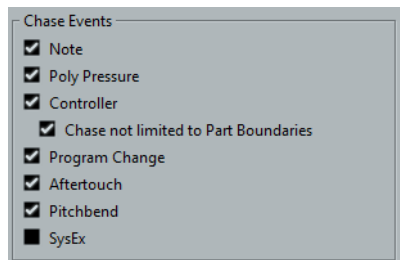 Chase Events
Note
Poly Pressure
Controller
Chase not limited to Part Boundaries
Program Change
Aftertouch
Pitchbend
SysEx